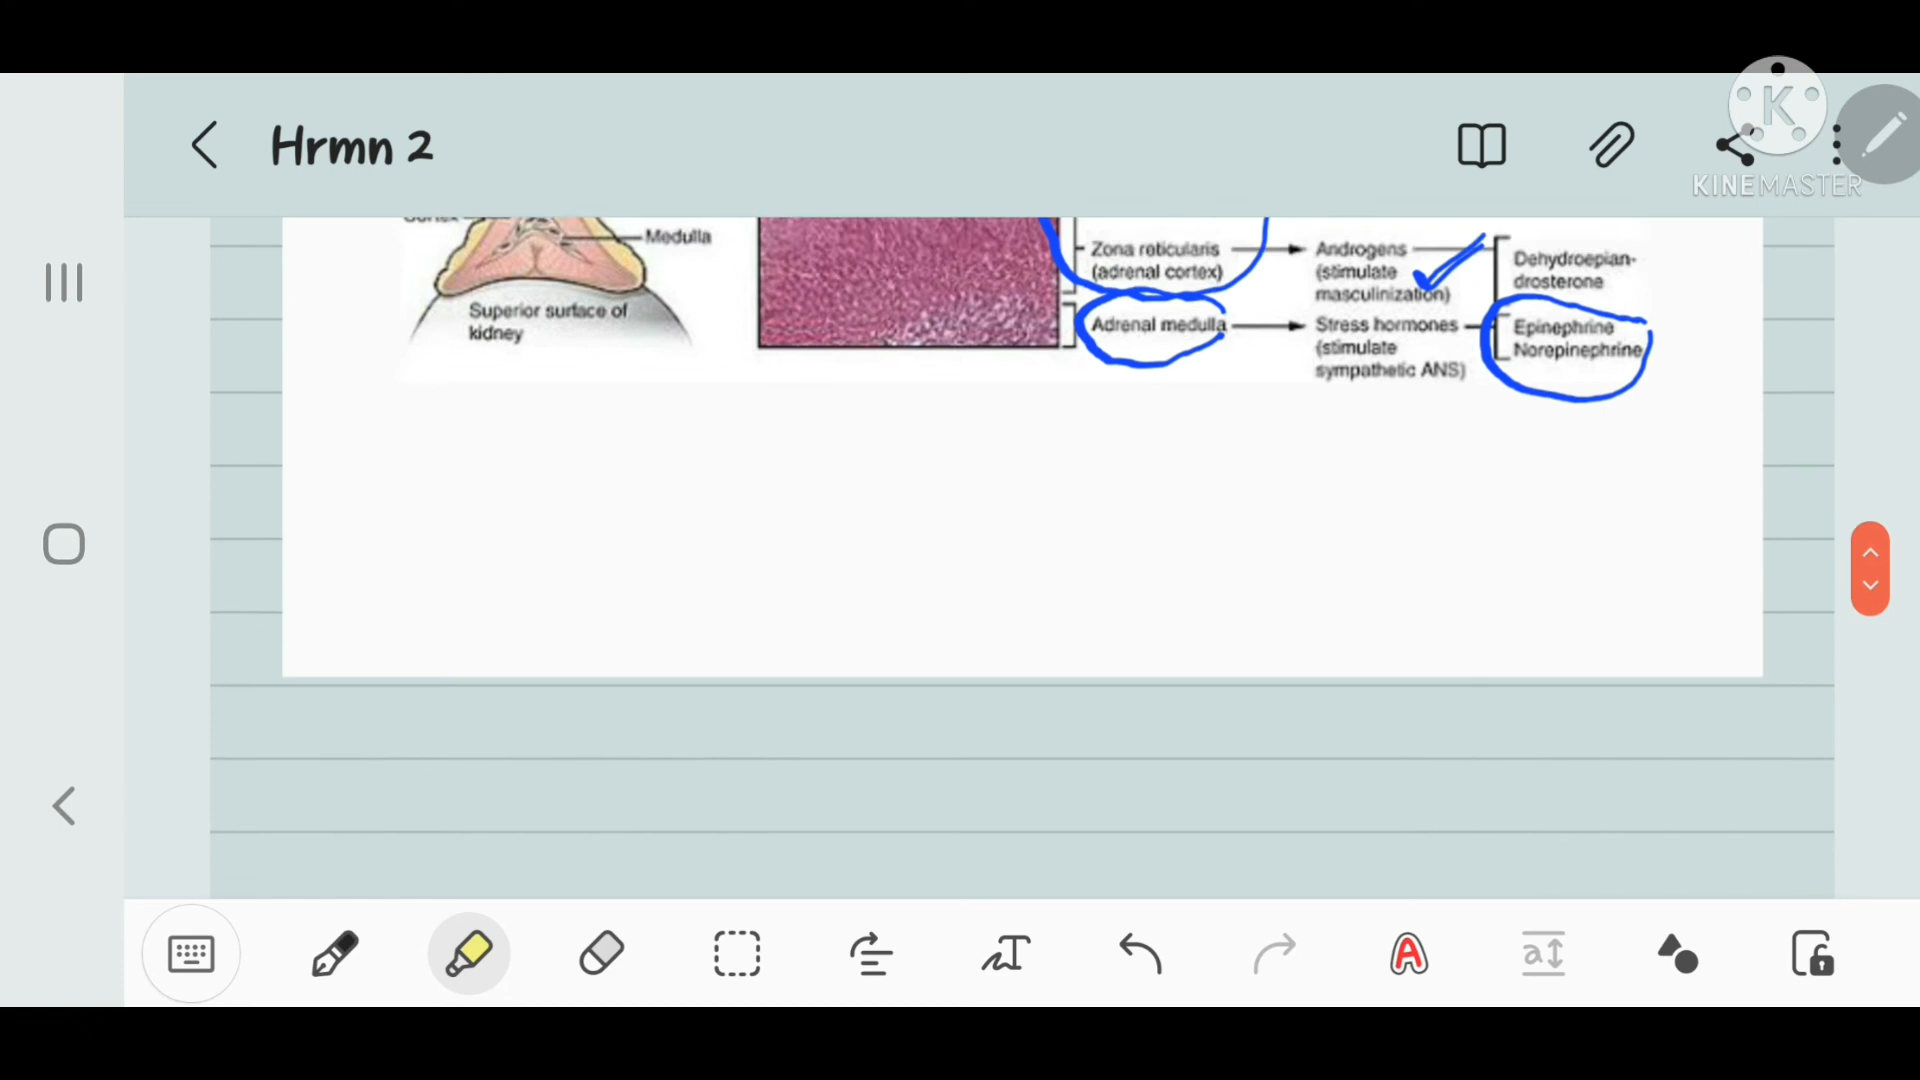 Hrmn 2
K
KINEMASTER
Medulla
Superior surface of
kidney
Zona reticularis
(adrenal cortex)
Androgens
(stimulate
masculinization)
Dehydroepian-
drosterone
Adrenal medulla
Stress hormones
(stimulate
sympathetic ANS)
Epinephrine
Norepinephrine